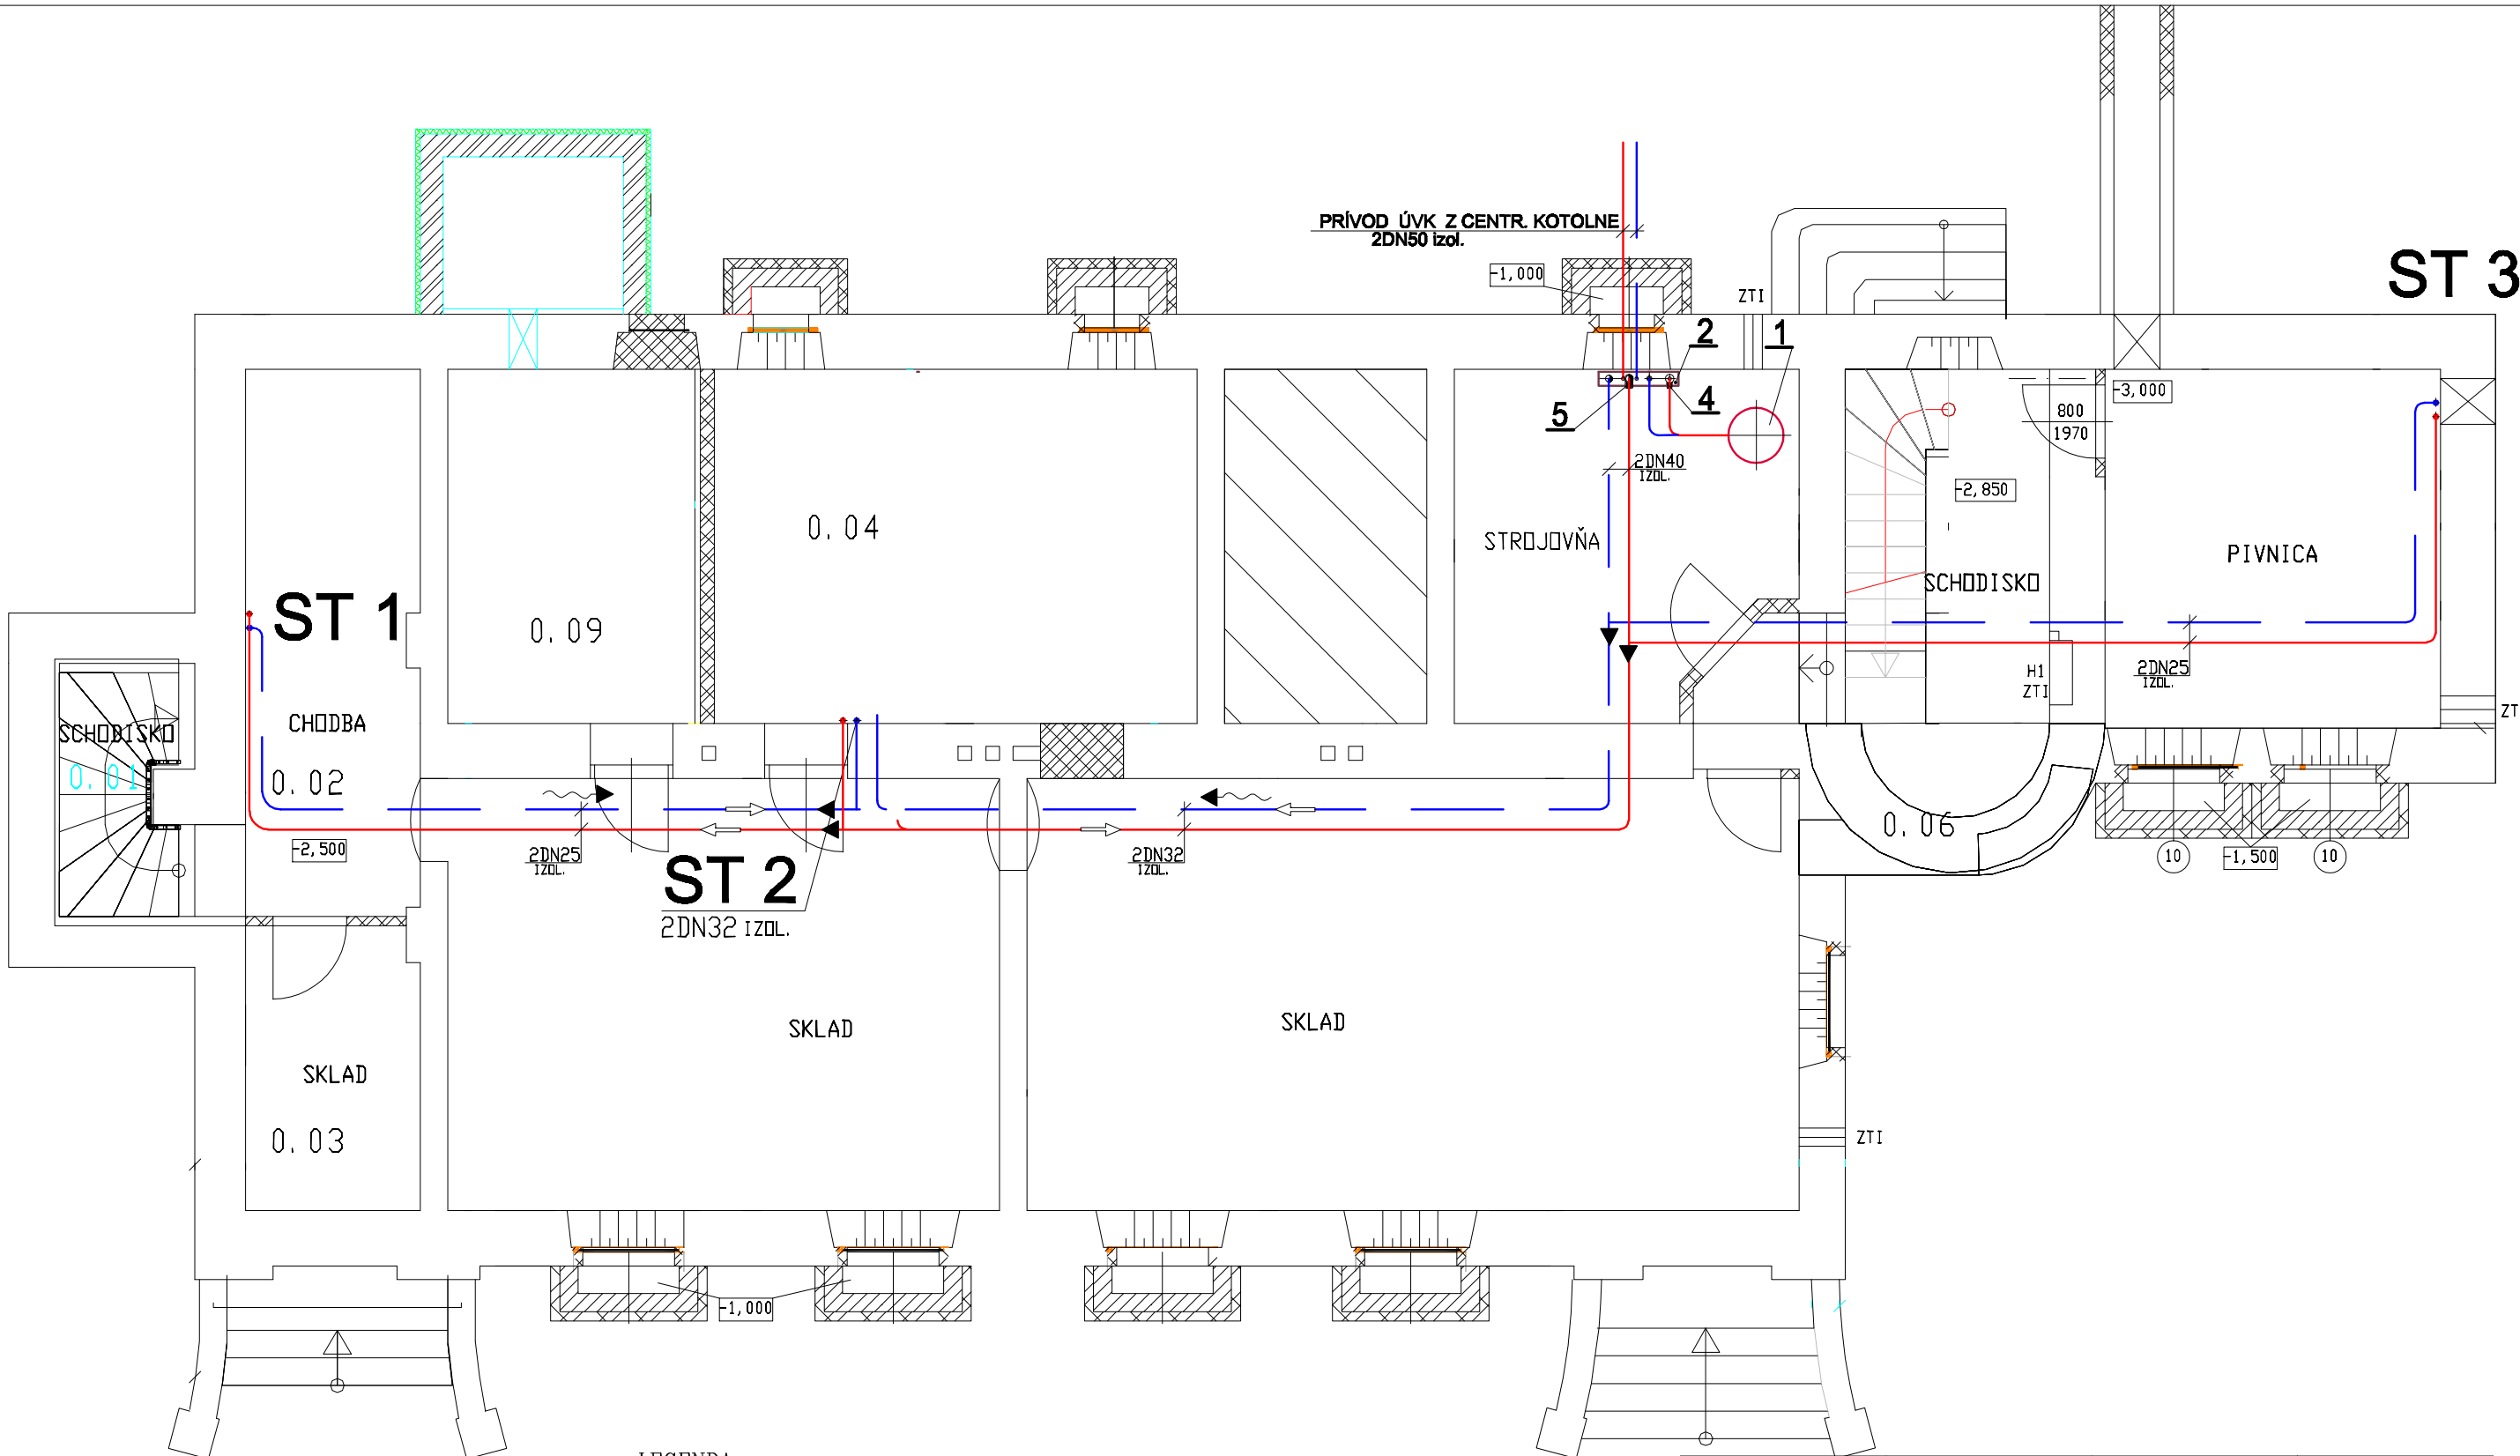 PRÍVOD ÚVK Z CENTR. KOTOLNE
2DN50 izol.
-1,000
ZTI
ST 3
2
1
5
4
-3,000
800
1970
2DN40
IZOL.
-2,850
0.04
STROJOVŇA
PIVNICA
SCHODISKO
ST 1
0.09
H1
ZTI
2DN25
IZOL.
SCHODISKO
CHODBA
ZT
0.01
0.02
0.06
-2,500
2DN25
IZOL.
2DN32
IZOL.
10
-1,500
10
ST 2
2DN32 IZOL.
SKLAD
SKLAD
SKLAD
0.03
ZTI
-1,000
LEGENDA